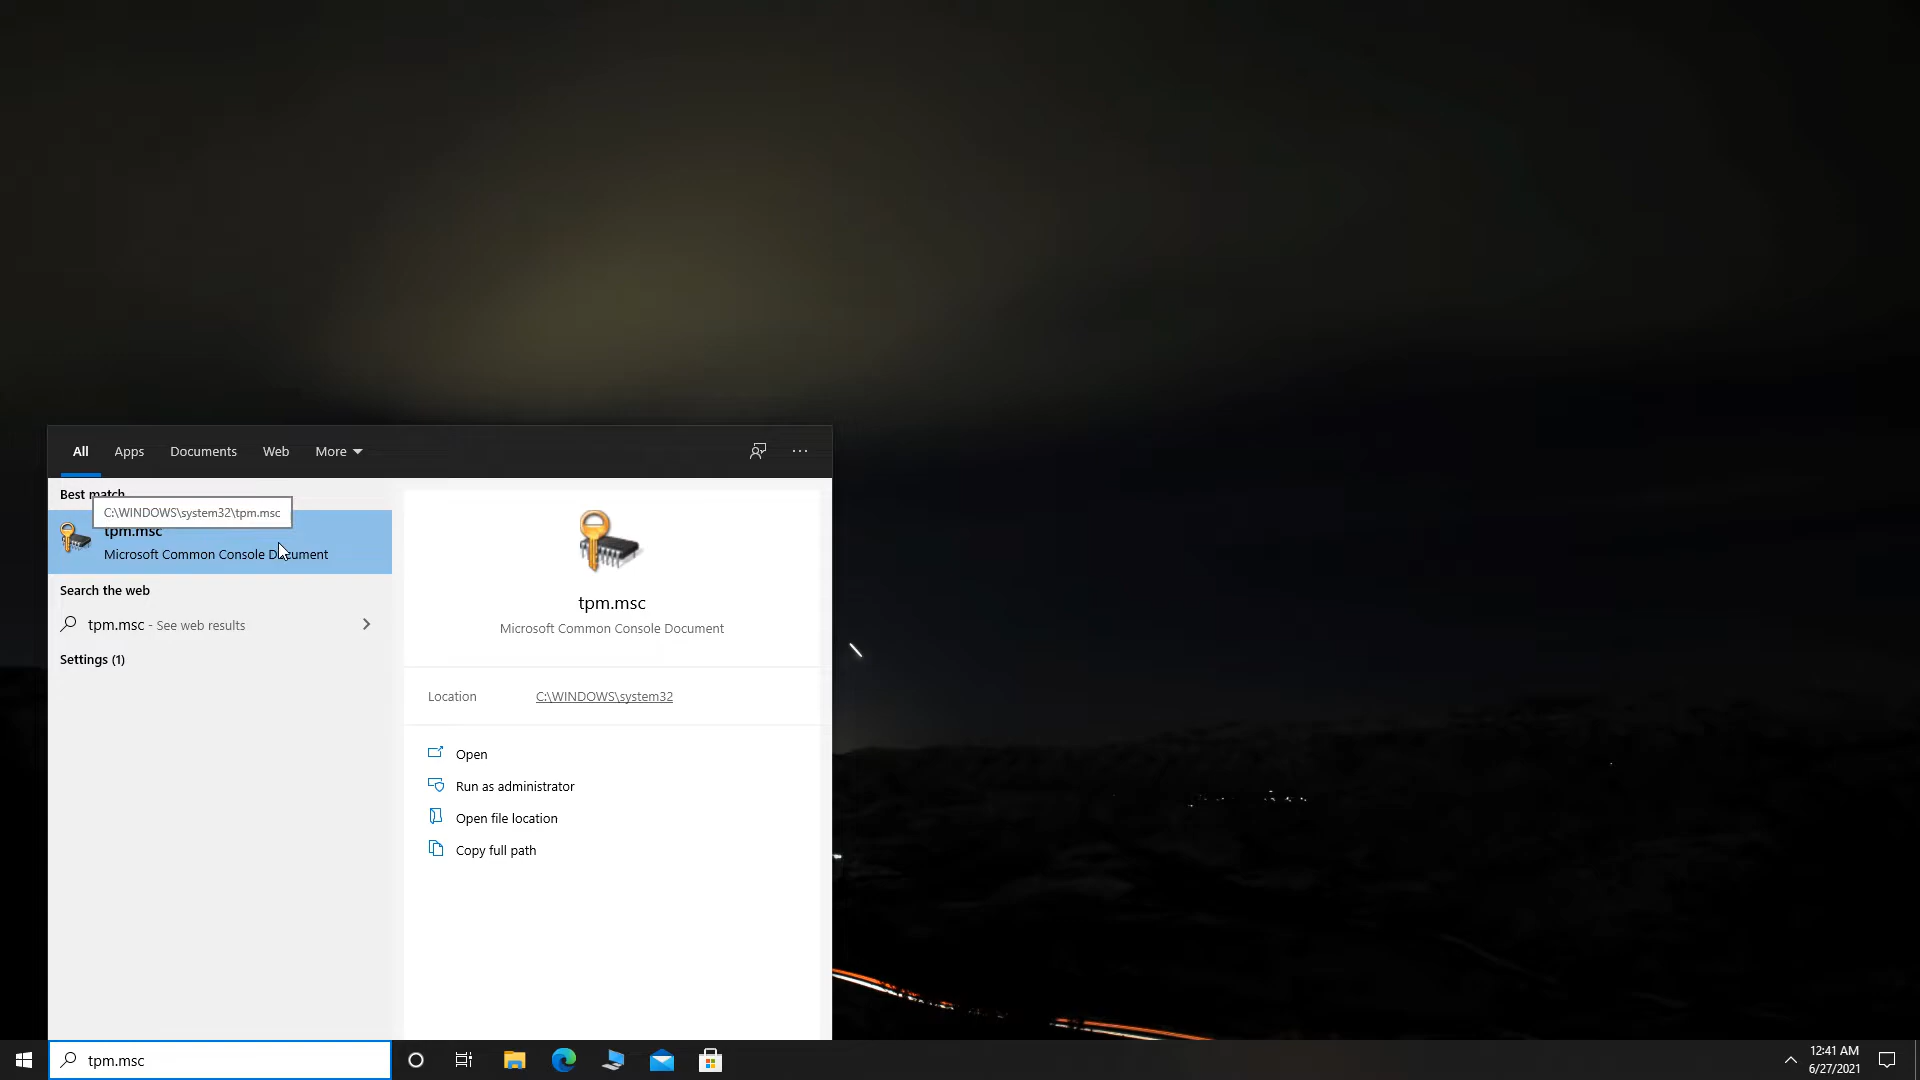 All Apps Documents Web More
Best match
C:\WINDOWS\system32\tpm.msc
tpm.msc
Microsoft Common Console Document
Search the web
tpm.msc - See web results
Settings (1)
tpm.msc
Microsoft Common Console Document
Location C:\WINDOWS\system32
Open
Run as administrator
Open file location
Copy full path
tpm.msc
12:41 AM
6/27/2021